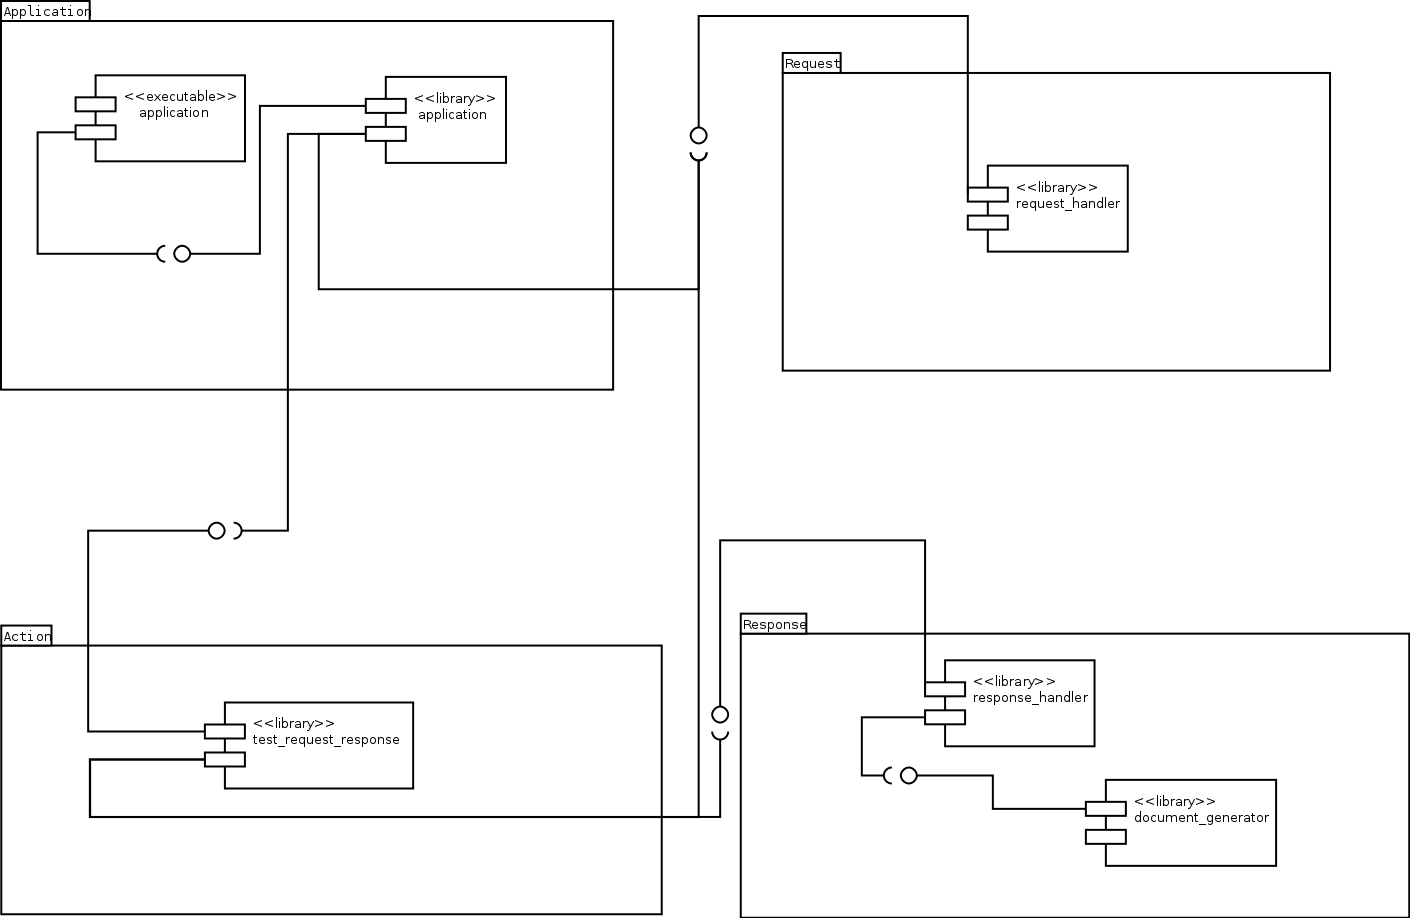 Application
<<executable>>
application
<<library>>
application
Request
<<library>>
request_handler
Action
<<library>>
test_request_response
Response
<<library>>
response_handler
<<library>>
document_generator